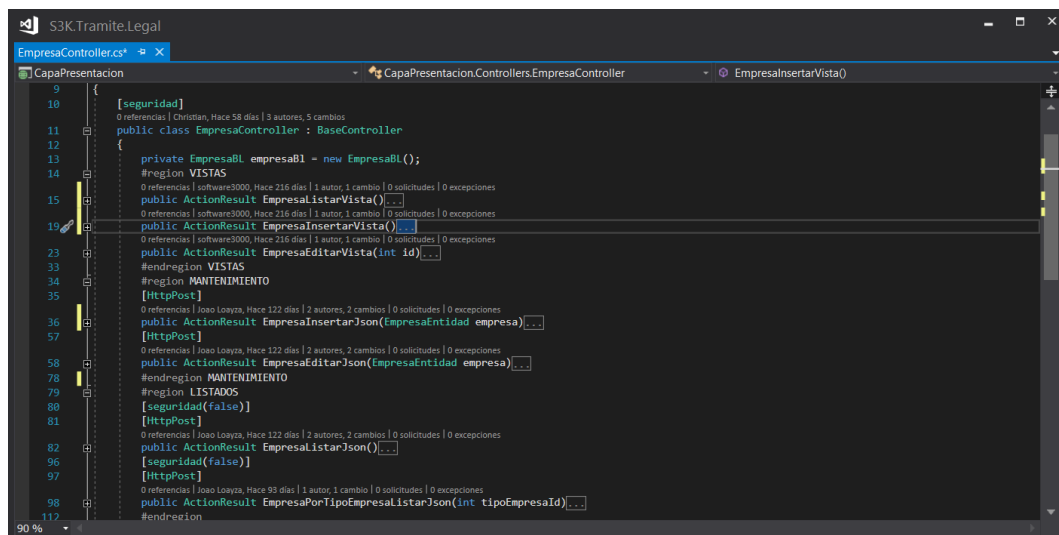 S3K.Tramite.Legal
EmpresaController.cs*
CapaPresentacion CapaPresentacion.Controllers.EmpresaController EmpresaInsertarVista()
9 {
10 [seguridad]
0 referencias | Christian, Hace 58 días | 3 autores, 5 cambios
11 public class EmpresaController : BaseController
12 {
13 private EmpresaBL empresaBl = new EmpresaBL();
14 #region VISTAS
0 referencias | software3000, Hace 216 días | 1 autor, 1 cambio | 0 solicitudes | 0 excepciones
15 public ActionResult EmpresaListarVista()...
0 referencias | software3000, Hace 216 días | 1 autor, 1 cambio | 0 solicitudes | 0 excepciones
19 public ActionResult EmpresaInsertarVista()...
0 referencias | software3000, Hace 216 días | 1 autor, 1 cambio | 0 solicitudes | 0 excepciones
23 public ActionResult EmpresaEditarVista(int id)...
33 #endregion VISTAS
34 #region MANTENIMIENTO
35 [HttpPost]
0 referencias | Joao Loayza, Hace 122 días | 2 autores, 2 cambios | 0 solicitudes | 0 excepciones
36 public ActionResult EmpresaInsertarJson(EmpresaEntidad empresa)...
57 [HttpPost]
0 referencias | Joao Loayza, Hace 122 días | 2 autores, 2 cambios | 0 solicitudes | 0 excepciones
58 public ActionResult EmpresaEditarJson(EmpresaEntidad empresa)...
78 #endregion MANTENIMIENTO
79 #region LISTADOS
80 [seguridad(false)]
81 [HttpPost]
0 referencias | Joao Loayza, Hace 122 días | 2 autores, 2 cambios | 0 solicitudes | 0 excepciones
82 public ActionResult EmpresaListarJson()...
96 [seguridad(false)]
97 [HttpPost]
0 referencias | Joao Loayza, Hace 93 días | 1 autor, 1 cambio | 0 solicitudes | 0 excepciones
98 public ActionResult EmpresaPorTipoEmpresaListarJson(int tipoEmpresaId)...
112 #endregion
90 %